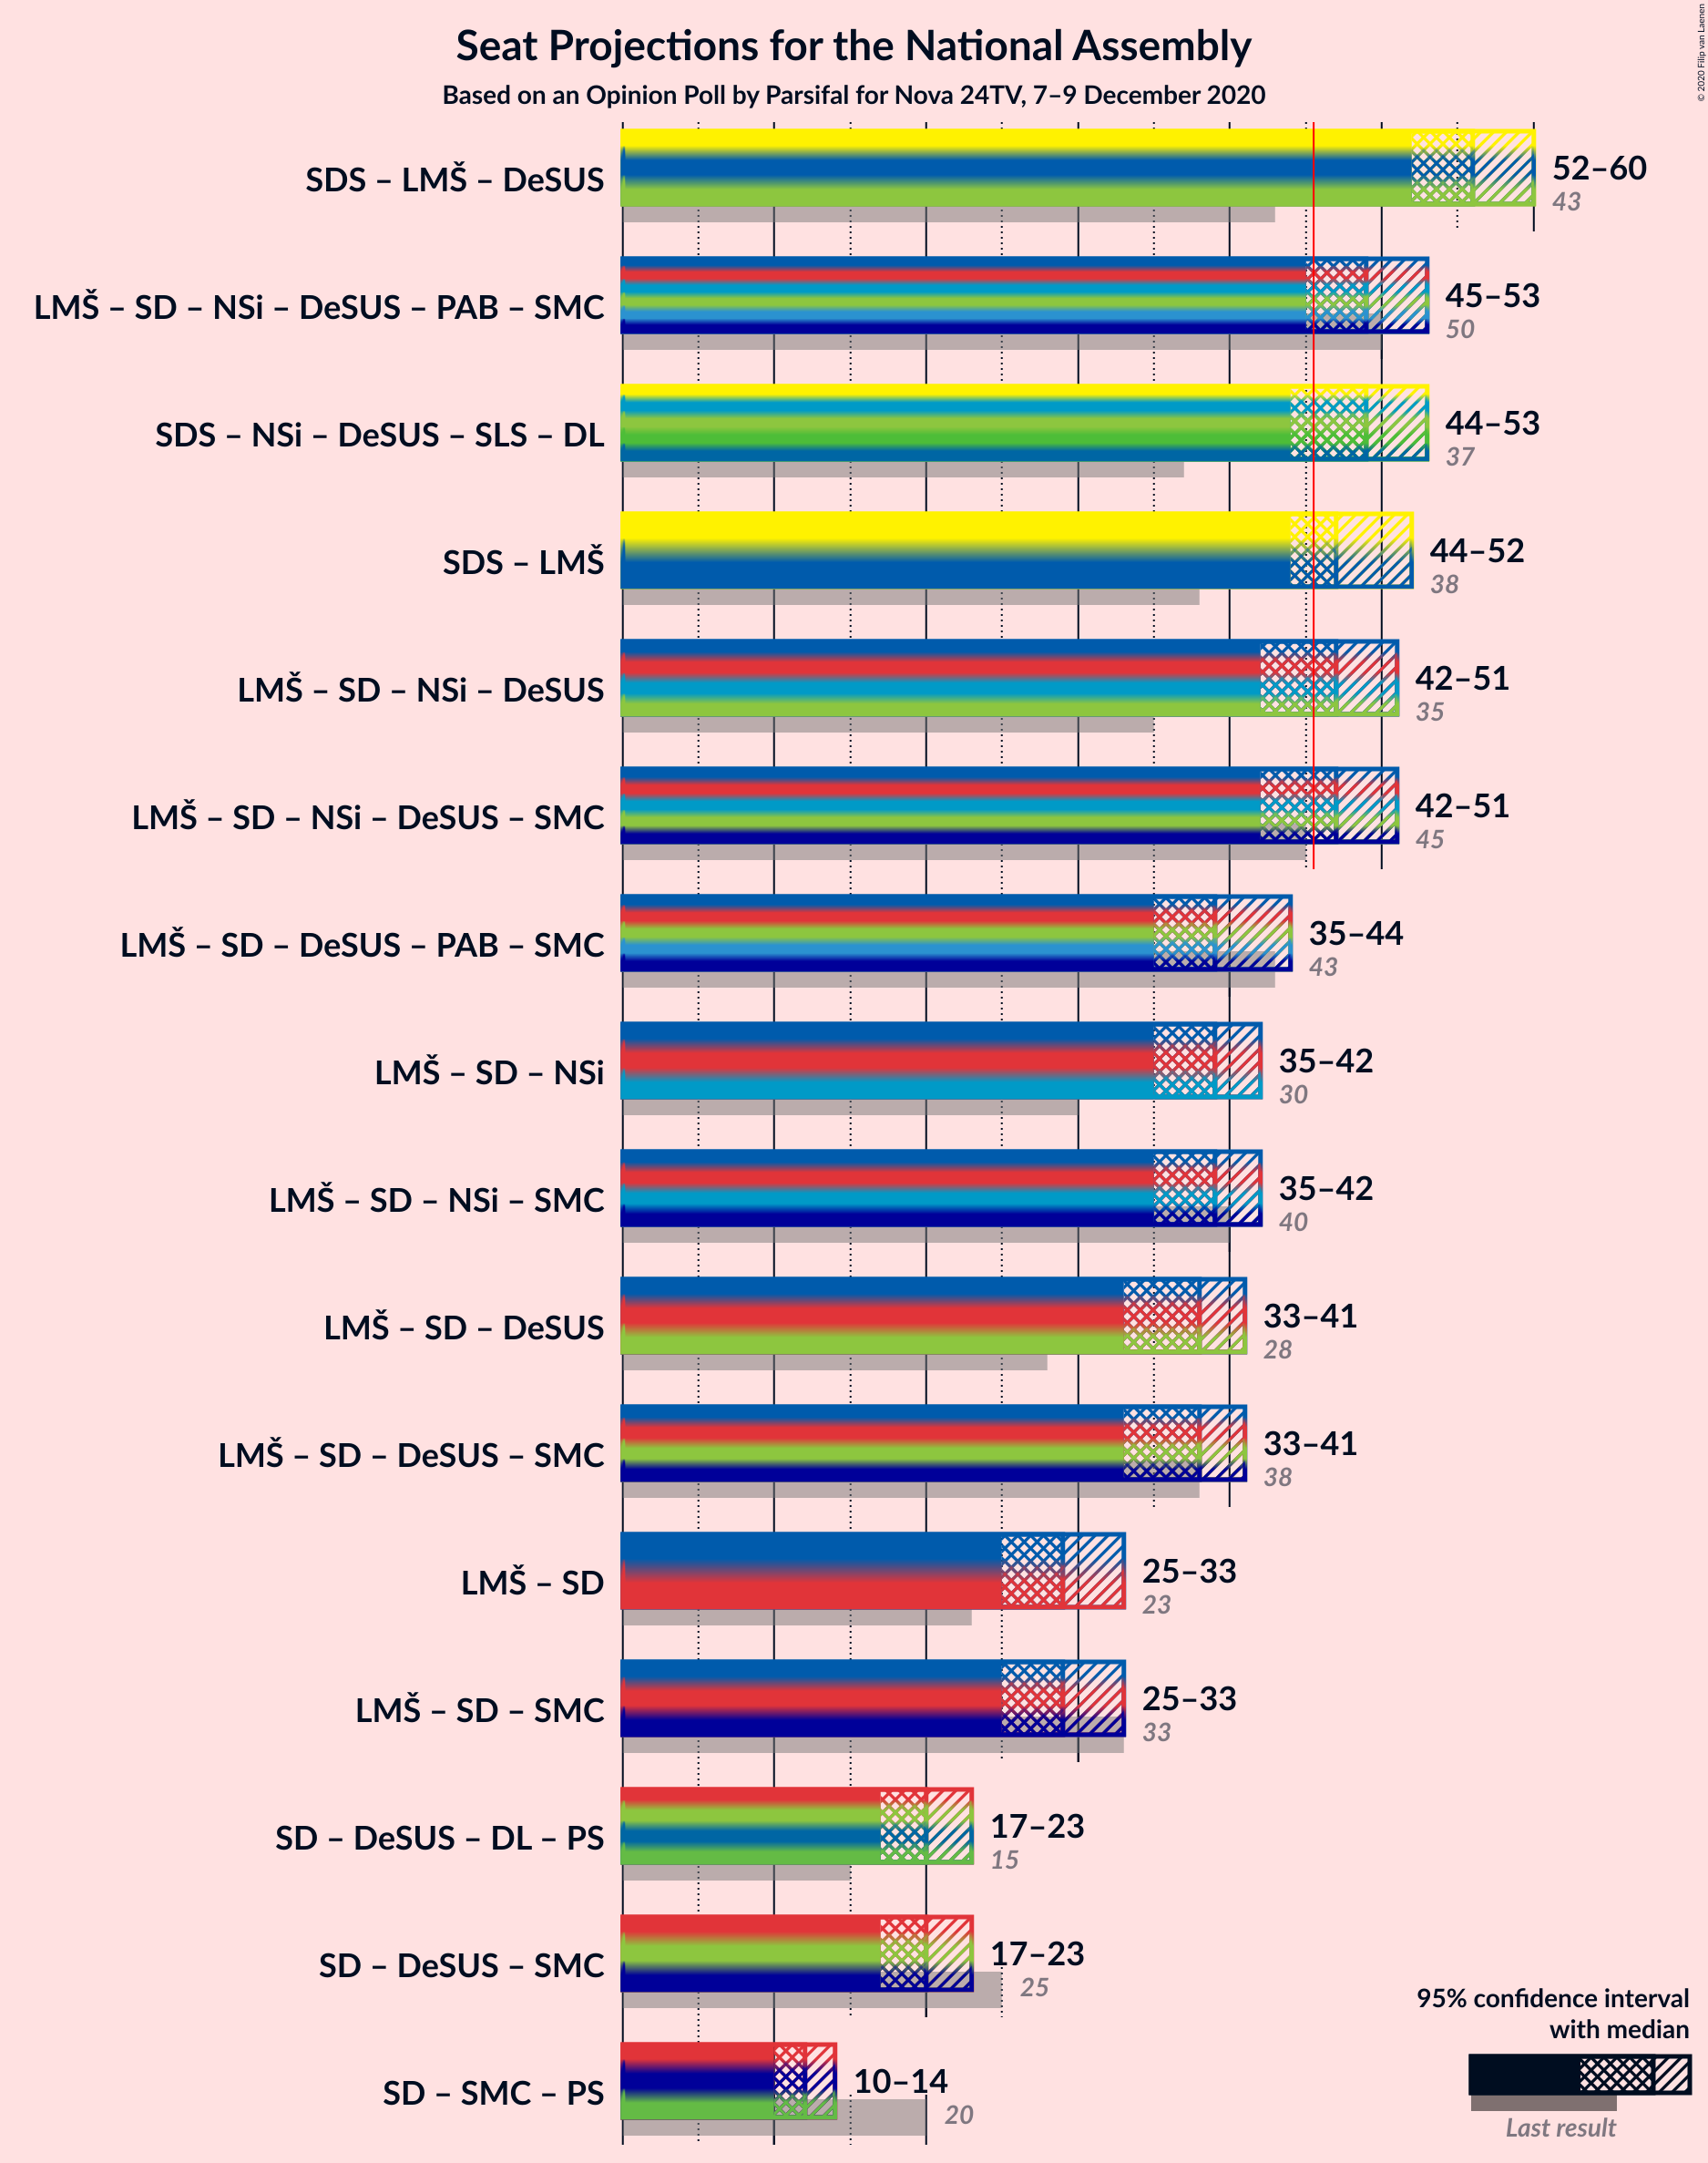 Seat Projections for the National Assembly
Based on an Opinion Poll by Parsifal for Nova 24TV, 7–9 December 2020
© 2020 Filip van Laenen
SDS – LMŠ – DeSUS
52–60
43
LMŠ – SD – NSi – DeSUS – PAB – SMC
45–53
50
SDS – NSi – DeSUS – SLS – DL
44–53
37
SDS – LMŠ
44–52
38
LMŠ – SD – NSi – DeSUS
42–51
35
LMŠ – SD – NSi – DeSUS – SMC
42–51
45
LMŠ – SD – DeSUS – PAB – SMC
35–44
43
LMŠ – SD – NSi
35–42
30
LMŠ – SD – NSi – SMC
35–42
40
LMŠ – SD – DeSUS
33–41
28
LMŠ – SD – DeSUS – SMC
33–41
38
LMŠ – SD
25–33
23
LMŠ – SD – SMC
25–33
33
SD – DeSUS – DL – PS
17–23
15
SD – DeSUS – SMC
17–23
25
SD – SMC – PS
10–14
20
95% confidence interval
with median
Last result